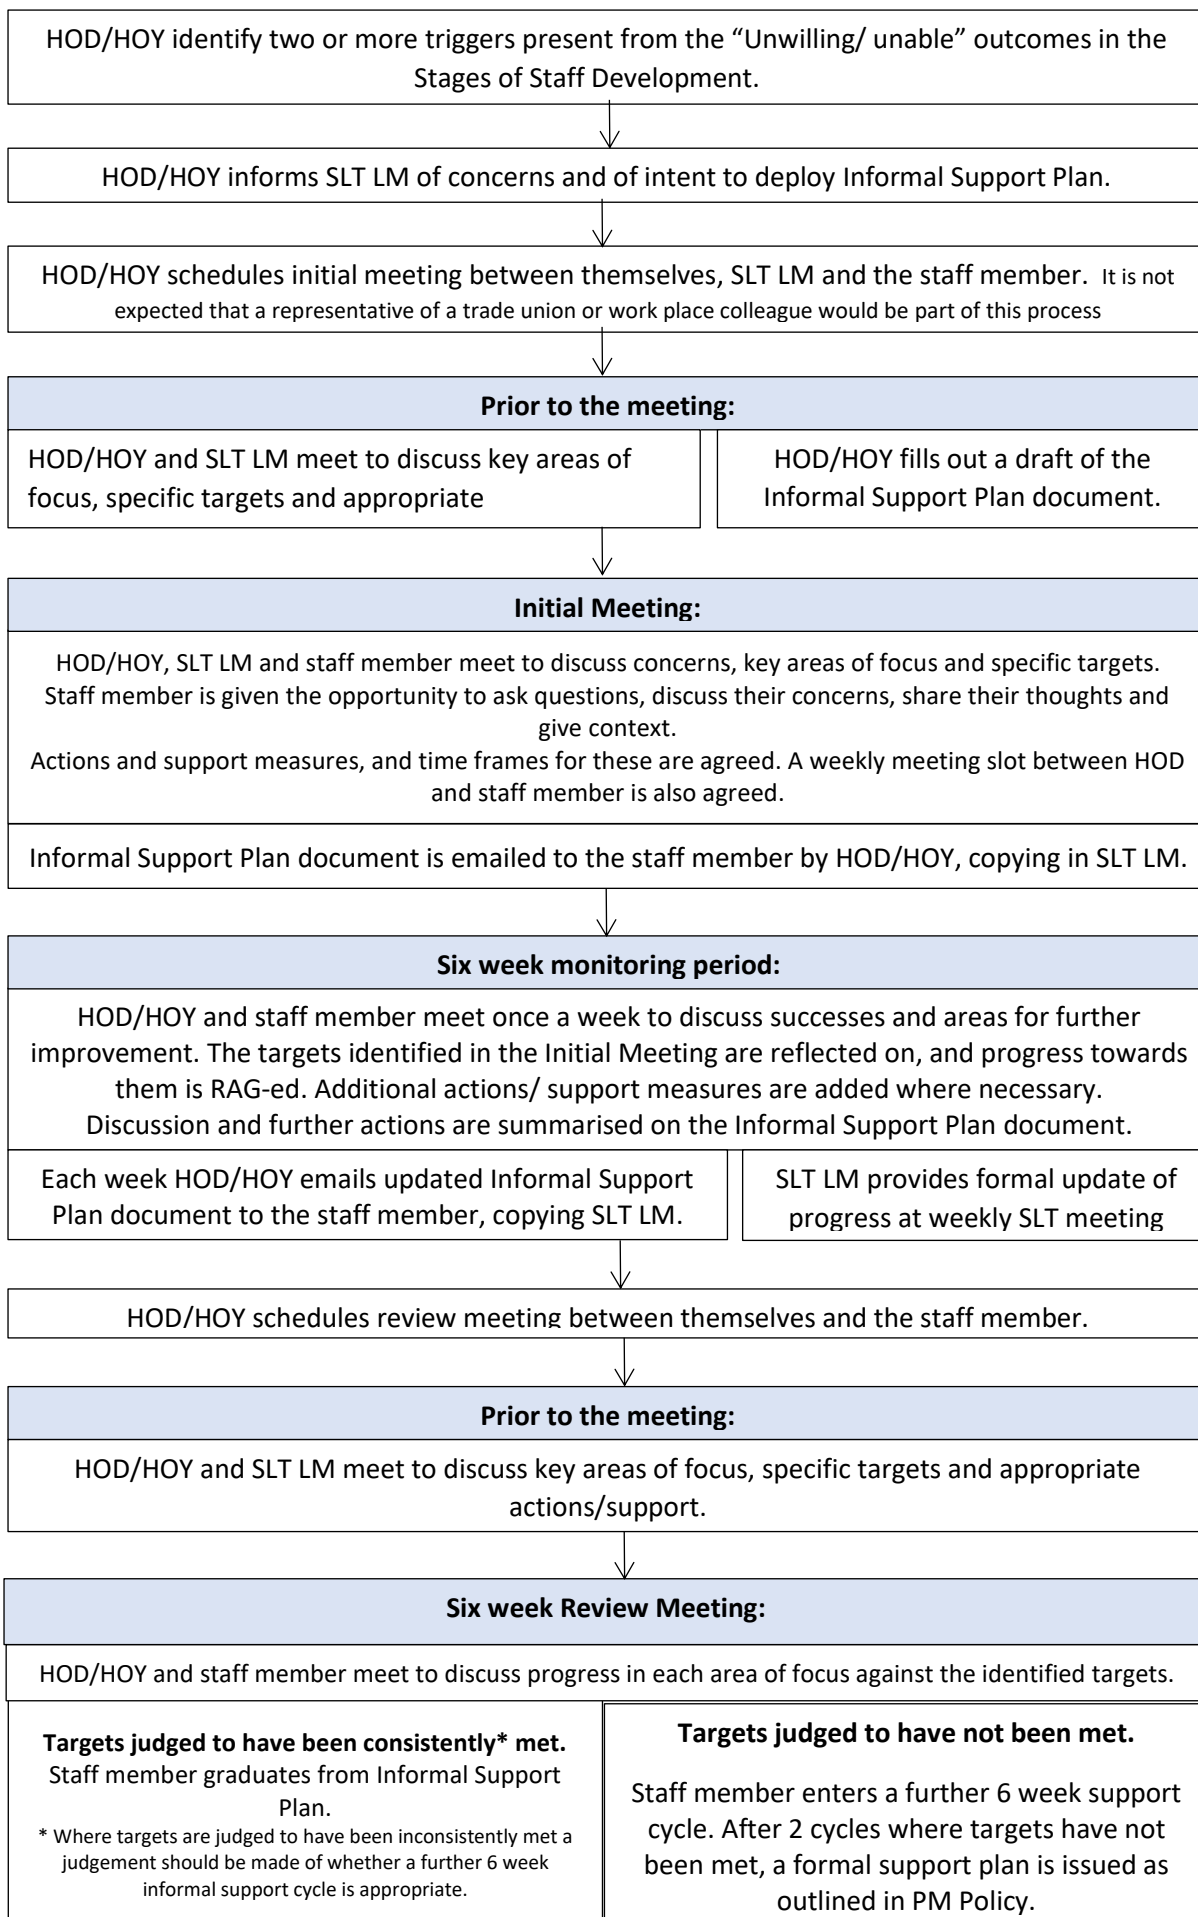 HOD/HOY identify two or more triggers present from the “Unwilling/ unable” outcomes in the
Stages of Staff Development.
HOD/HOY informs SLT LM of concerns and of intent to deploy Informal Support Plan.
HOD/HOY schedules initial meeting between themselves, SLT LM and the staff member. It is not
expected that a representative of a trade union or work place colleague would be part of this process
Prior to the meeting:
HOD/HOY and SLT LM meet to discuss key areas of
focus, specific targets and appropriate
HOD/HOY fills out a draft of the
Informal Support Plan document.
Initial Meeting:
HOD/HOY, SLT LM and staff member meet to discuss concerns, key areas of focus and specific targets.
Staff member is given the opportunity to ask questions, discuss their concerns, share their thoughts and
give context.
Actions and support measures, and time frames for these are agreed. A weekly meeting slot between HOD
and staff member is also agreed.
Informal Support Plan document is emailed to the staff member by HOD/HOY, copying in SLT LM.
Six week monitoring period:
HOD/HOY and staff member meet once a week to discuss successes and areas for further
improvement. The targets identified in the Initial Meeting are reflected on, and progress towards
them is RAG-ed. Additional actions/ support measures are added where necessary.
Discussion and further actions are summarised on the Informal Support Plan document.
Each week HOD/HOY emails updated Informal Support
Plan document to the staff member, copying SLT LM.
SLT LM provides formal update of
progress at weekly SLT meeting
HOD/HOY schedules review meeting between themselves and the staff member.
Prior to the meeting:
HOD/HOY and SLT LM meet to discuss key areas of focus, specific targets and appropriate
actions/support.
Six week Review Meeting:
HOD/HOY and staff member meet to discuss progress in each area of focus against the identified targets.
Targets judged to have been consistently* met.
Staff member graduates from Informal Support
Plan.
* Where targets are judged to have been inconsistently met a
judgement should be made of whether a further 6 week
informal support cycle is appropriate.
Targets judged to have not been met.
Staff member enters a further 6 week support
cycle. After 2 cycles where targets have not
been met, a formal support plan is issued as
outlined in PM Policy.